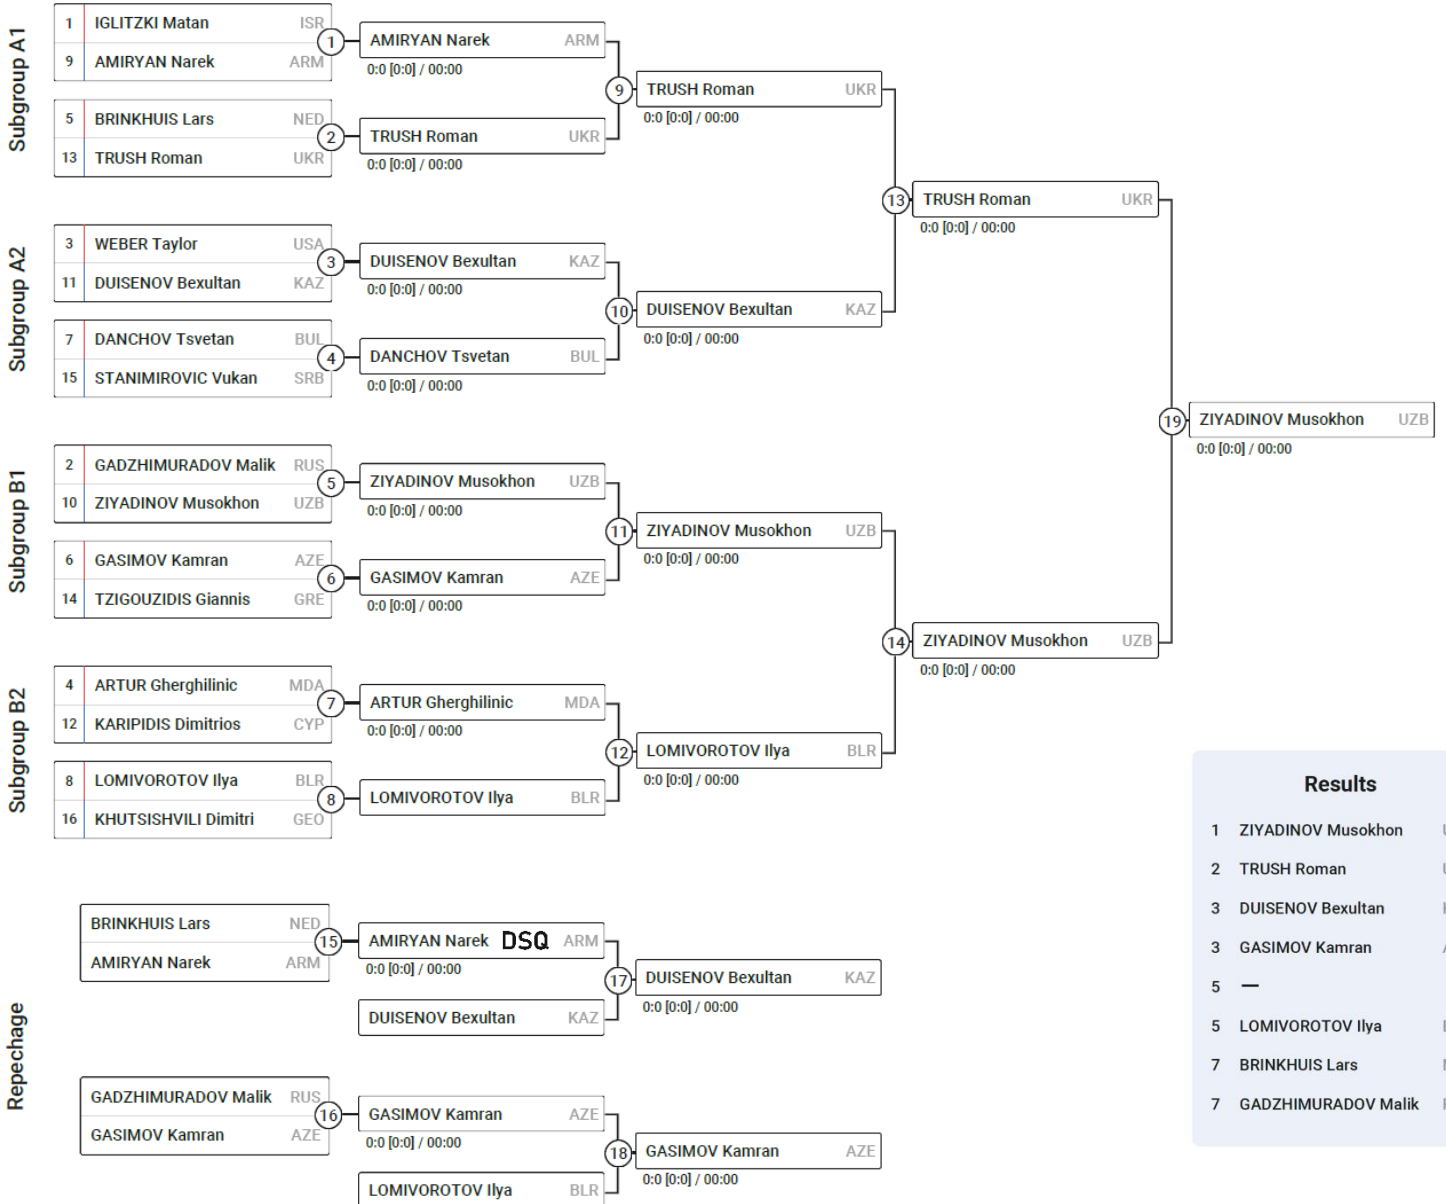 Subgroup A1
1 IGLITZKI Matan ISR
9 AMIRYAN Narek ARM
1
AMIRYAN Narek ARM
0:0 [0:0] / 00:00
5 BRINKHUIS Lars NED
13 TRUSH Roman UKR
2
TRUSH Roman UKR
0:0 [0:0] / 00:00
9
TRUSH Roman UKR
0:0 [0:0] / 00:00
Subgroup A2
3 WEBER Taylor USA
11 DUISENOV Bexultan KAZ
3
DUISENOV Bexultan KAZ
0:0 [0:0] / 00:00
7 DANCHOV Tsvetan BUL
15 STANIMIROVIC Vukan SRB
4
DANCHOV Tsvetan BUL
0:0 [0:0] / 00:00
10
DUISENOV Bexultan KAZ
0:0 [0:0] / 00:00
13
TRUSH Roman UKR
0:0 [0:0] / 00:00
Subgroup B1
2 GADZHIMURADOV Malik RUS
10 ZIYADINOV Musokhon UZB
5
ZIYADINOV Musokhon UZB
0:0 [0:0] / 00:00
6 GASIMOV Kamran AZE
14 TZIGOUZIDIS Giannis GRE
6
GASIMOV Kamran AZE
0:0 [0:0] / 00:00
11
ZIYADINOV Musokhon UZB
0:0 [0:0] / 00:00
Subgroup B2
4 ARTUR Gherghilinic MDA
12 KARIPIDIS Dimitrios CYP
7
ARTUR Gherghilinic MDA
0:0 [0:0] / 00:00
8 LOMIVOROTOV Ilya BLR
16 KHUTSISHVILI Dimitri GEO
8
LOMIVOROTOV Ilya BLR
12
LOMIVOROTOV Ilya BLR
0:0 [0:0] / 00:00
14
ZIYADINOV Musokhon UZB
0:0 [0:0] / 00:00
19
ZIYADINOV Musokhon UZB
0:0 [0:0] / 00:00
Repechage
BRINKHUIS Lars NED
AMIRYAN Narek ARM
15
AMIRYAN Narek DSQ ARM
0:0 [0:0] / 00:00
DUISENOV Bexultan KAZ
17
DUISENOV Bexultan KAZ
0:0 [0:0] / 00:00
GADZHIMURADOV Malik RUS
GASIMOV Kamran AZE
16
GASIMOV Kamran AZE
0:0 [0:0] / 00:00
LOMIVOROTOV Ilya BLR
18
GASIMOV Kamran AZE
0:0 [0:0] / 00:00
Results
1 ZIYADINOV Musokhon
2 TRUSH Roman
3 DUISENOV Bexultan
3 GASIMOV Kamran
5 —
5 LOMIVOROTOV Ilya
7 BRINKHUIS Lars
7 GADZHIMURADOV Malik